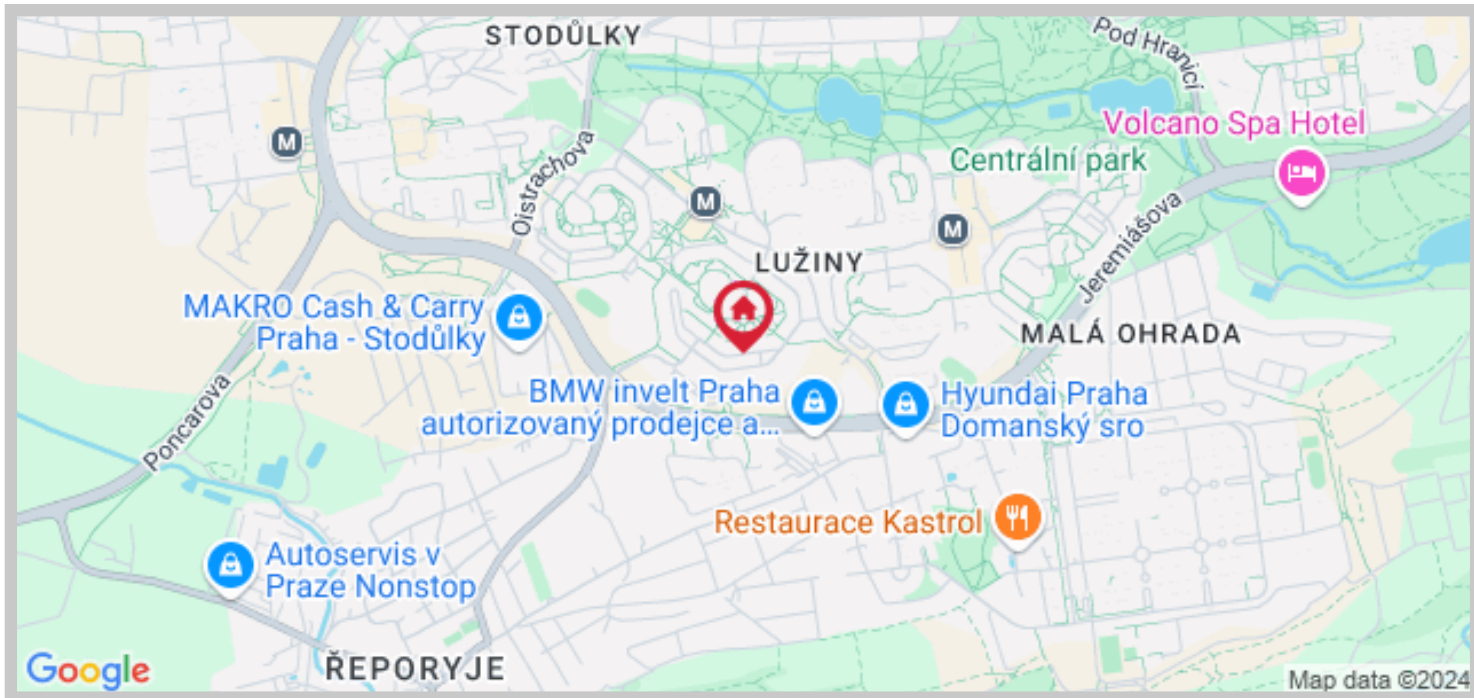 STODŮLKY
Pod Hranicí
Volcano Spa Hotel
M
Centrální park
Oistrachova
M
M
LUŽINY
Jeremiášova
MAKRO Cash & Carry
Praha - Stodůlky
MALÁ OHRADA
BMW invelt Praha
autorizovaný prodejce a...
Hyundai Praha
Domanský sro
Poncarova
Restaurace Kastrol
Autoservis v
Praze Nonstop
ŘEPORYJE
Google
Map data ©2024